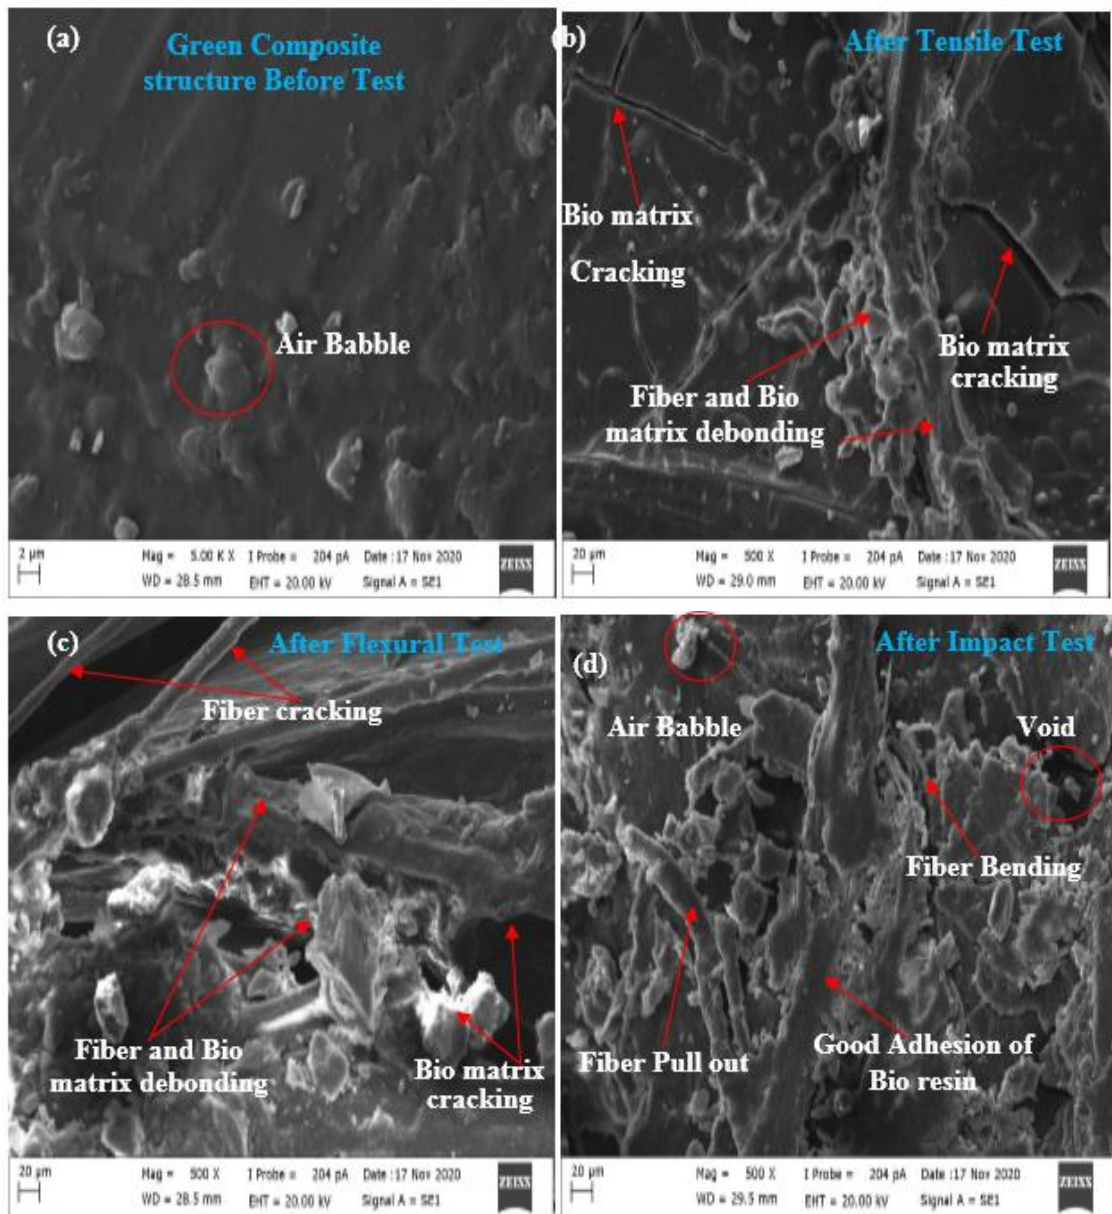 (a)
Green Composite
structure Before Test
Air Babble
2 µm
Mag = 5.00 K X I Probe = 204 pA Date :17 Nov 2020
WD = 28.5 mm EHT = 20.00 kV Signal A = SE1
ZEISS
(b)
After Tensile Test
Bio matrix
Cracking
Bio matrix
cracking
Fiber and Bio
matrix debonding
20 µm
Mag = 500 X I Probe = 204 pA Date :17 Nov 2020
WD = 29.0 mm EHT = 20.00 kV Signal A = SE1
ZEISS
(c)
After Flexural Test
Fiber cracking
Fiber and Bio
matrix debonding
Bio matrix
cracking
20 µm
Mag = 500 X I Probe = 204 pA Date :17 Nov 2020
WD = 28.5 mm EHT = 20.00 kV Signal A = SE1
ZEISS
(d)
After Impact Test
Air Babble
Void
Fiber Bending
Fiber Pull out
Good Adhesion of
Bio resin
20 µm
Mag = 500 X I Probe = 204 pA Date :17 Nov 2020
WD = 29.5 mm EHT = 20.00 kV Signal A = SE1
ZEISS